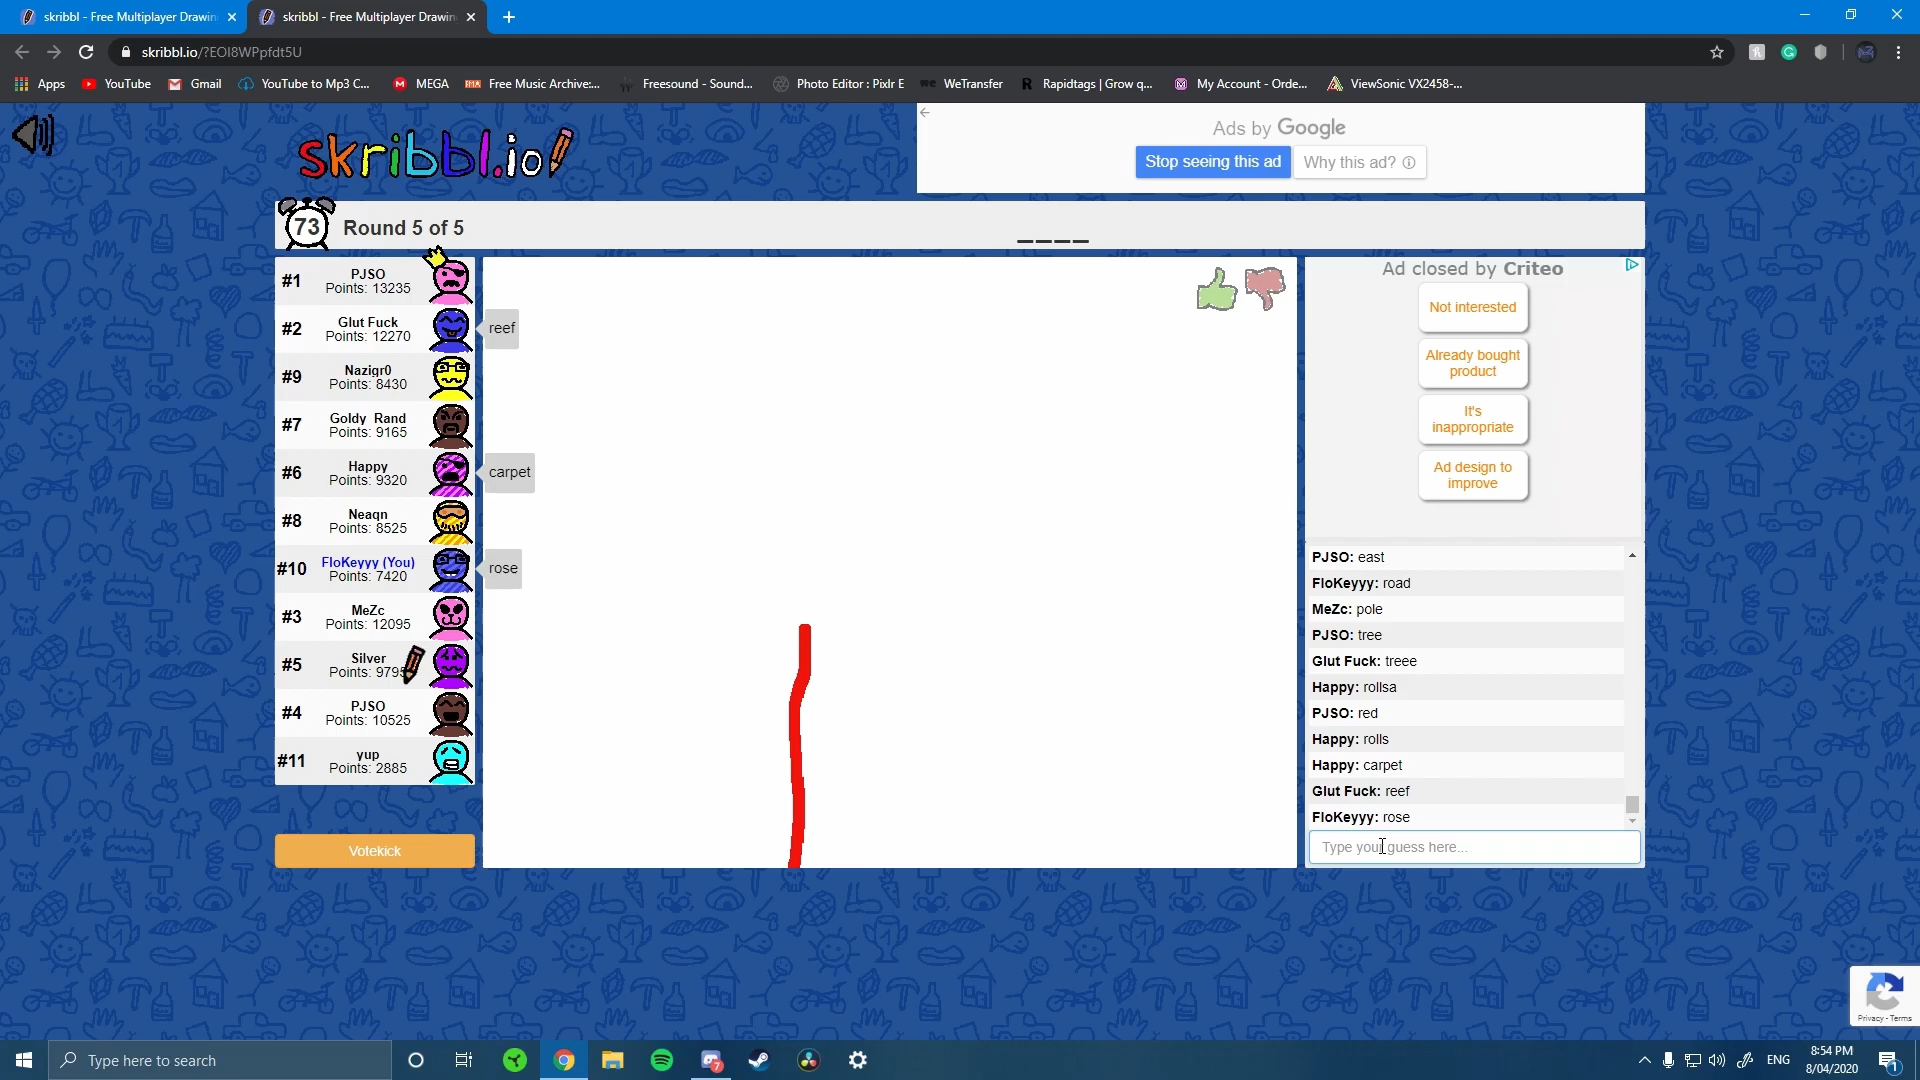 skribbl - Free Multiplayer Drawin
skribbl - Free Multiplayer Drawin
skribbl.io/?EOI8WPpfdt5U
Apps
YouTube
Gmail
YouTube to Mp3 C...
MEGA
Free Music Archive:...
Freesound - Sound...
Photo Editor : Pixlr E
WeTransfer
Rapidtags | Grow q...
My Account - Orde...
ViewSonic VX2458-...
skribbl.io
Ads by Google
Stop seeing this ad
Why this ad?
73
Round 5 of 5
_ _ _ _
#1
PJSO
Points: 13235
#2
Glut Fuck
Points: 12270
reef
#9
Nazigr0
Points: 8430
#7
Goldy Rand
Points: 9165
#6
Happy
Points: 9320
carpet
#8
Neaqn
Points: 8525
#10
FloKeyyy (You)
Points: 7420
rose
#3
MeZc
Points: 12095
#5
Silver
Points: 9795
#4
PJSO
Points: 10525
#11
yup
Points: 2885
Votekick
Ad closed by Criteo
Not interested
Already bought
product
It's
inappropriate
Ad design to
improve
PJSO: east
FloKeyyy: road
MeZc: pole
PJSO: tree
Glut Fuck: treee
Happy: rollsa
PJSO: red
Happy: rolls
Happy: carpet
Glut Fuck: reef
FloKeyyy: rose
Type your guess here...
Privacy - Terms
Type here to search
7
ENG
8:54 PM
8/04/2020
1